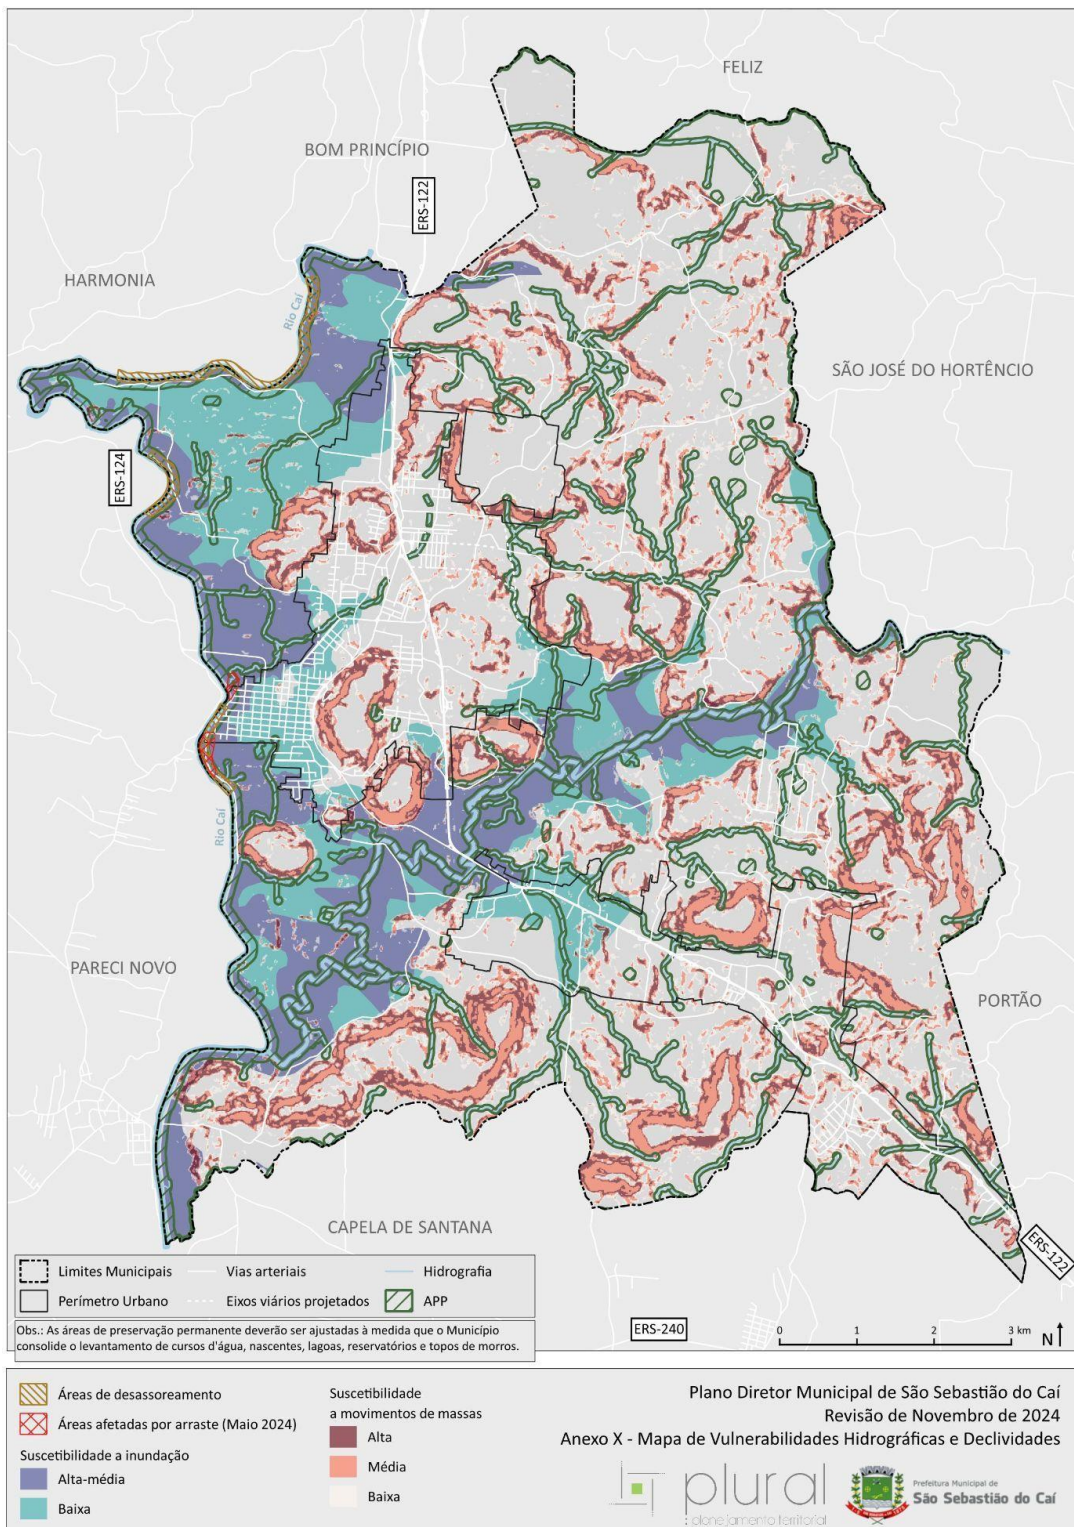 FELIZ
BOM PRINCÍPIO
ERS-122
HARMONIA
Rio Caí
SÃO JOSÉ DO HORTÊNCIO
ERS-124
Rio Caí
PARECI NOVO
PORTÃO
CAPELA DE SANTANA
ERS-122
Limites Municipais
Vias arteriais
Hidrografia
Perímetro Urbano
Eixos viários projetados
APP
Obs.: As áreas de preservação permanente deverão ser ajustadas à medida que o Município
consolide o levantamento de cursos d'água, nascentes, lagoas, reservatórios e topos de morros.
ERS-240
0 1 2 3 km
N
Áreas de desassoreamento
Áreas afetadas por arraste (Maio 2024)
Suscetibilidade a inundação
Alta-média
Baixa
Suscetibilidade
a movimentos de massas
Alta
Média
Baixa
Plano Diretor Municipal de São Sebastião do Caí
Revisão de Novembro de 2024
Anexo X - Mapa de Vulnerabilidades Hidrográficas e Declividades
plural
planejamento territorial
Prefeitura Municipal de
São Sebastião do Caí